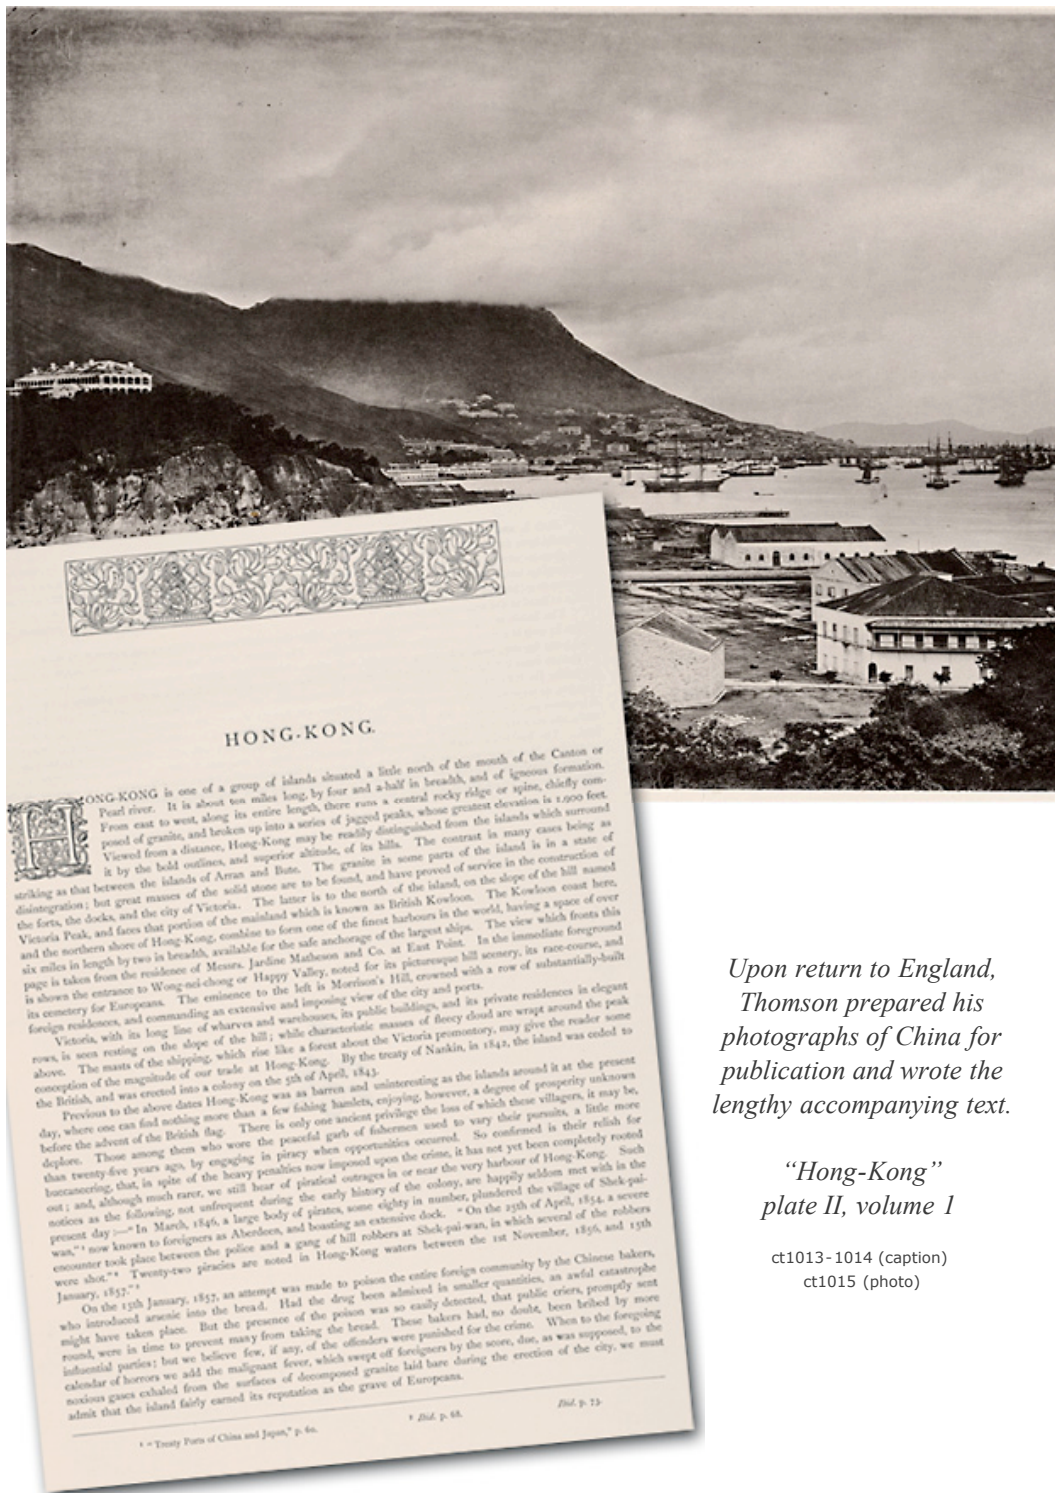 HONG-KONG.
HONG-KONG is one of a group of islands situated a little north of the mouth of the Canton or
Pearl river. It is about ten miles long, by four and a-half in breadth, and of igneous formation.
From east to west, along its entire length, there runs a central rocky ridge or spine, chiefly com-
posed of granite, and broken up into a series of jagged peaks, whose greatest elevation is 1,900 feet.
Viewed from a distance, Hong-Kong may be readily distinguished from the islands which surround
it by the bold outlines, and superior altitude, of its hills. The contrast in many cases being as
striking as that between the islands of Arran and Bute. The granite in some parts of the island is in a state of
disintegration; but great masses of the solid stone are to be found, and have proved of service in the construction of
the forts, the docks, and the city of Victoria. The latter is to the north of the island, on the slope of the hill named
Victoria Peak, and faces that portion of the mainland which is known as British Kowloon. The Kowloon coast here,
and the northern shore of Hong-Kong, combine to form one of the finest harbours in the world, having a space of over
six miles in length by two in breadth, available for the safe anchorage of the largest ships. The view which fronts this
page is taken from the residence of Messrs. Jardine Matheson and Co. at East Point. In the immediate foreground
is shown the entrance to Wong-nei-chong or Happy Valley, noted for its picturesque hill scenery, its race-course, and
its cemetery for Europeans. The eminence to the left is Morrison's Hill, crowned with a row of substantially-built
foreign residences, and commanding an extensive and imposing view of the city and ports.
Victoria, with its long line of wharves and warehouses, its public buildings, and its private residences in elegant
rows, is seen resting on the slope of the hill; while characteristic masses of fleecy cloud are wrapt around the peak
above. The masts of the shipping, which rise like a forest about the Victoria promontory, may give the reader some
conception of the magnitude of our trade at Hong-Kong. By the treaty of Nankin, in 1842, the island was ceded to
the British, and was erected into a colony on the 5th of April, 1843.
Previous to the above dates Hong-Kong was as barren and uninteresting as the islands around it at the present
day, where one can find nothing more than a few fishing hamlets, enjoying, however, a degree of prosperity unknown
before the advent of the British flag. There is only one ancient privilege the loss of which these villagers, it may be,
deplore. Those among them who wore the peaceful garb of fishermen used to vary their pursuits, a little more
than twenty-five years ago, by engaging in piracy when opportunities occurred. So confirmed is their relish for
buccaneering, that, in spite of the heavy penalties now imposed upon the crime, it has not yet been completely rooted
out; and, although much rarer, we still hear of piratical outrages in or near the very harbour of Hong-Kong. Such
notices as the following, not unfrequent during the early history of the colony, are happily seldom met with in the
present day:—"In March, 1846, a large body of pirates, some eighty in number, plundered the village of Shek-pai-
wan," now known to foreigners as Aberdeen, and boasting an extensive dock. "On the 25th of April, 1854, a severe
encounter took place between the police and a gang of hill robbers at Shek-pai-wan, in which several of the robbers
were shot." Twenty-two piracies are noted in Hong-Kong waters between the 1st November, 1856, and 15th
January, 1857."
On the 15th January, 1857, an attempt was made to poison the entire foreign community by the Chinese bakers,
who introduced arsenic into the bread. Had the drug been admixed in smaller quantities, an awful catastrophe
might have taken place. But the presence of the poison was so easily detected, that public criers, promptly sent
round, were in time to prevent many from taking the bread. These bakers had, no doubt, been bribed by more
influential parties; but we believe few, if any, of the offenders were punished for the crime. When to the foregoing
calendar of horrors we add the malignant fever, which swept off foreigners by the score, due, as was supposed, to the
noxious gases exhaled from the surfaces of decomposed granite laid bare during the erection of the city, we must
admit that the island fairly earned its reputation as the grave of Europeans.
"Treaty Ports of China and Japan," p. 60.
Ibid. p. 68.
Ibid. p. 73.
Upon return to England,
Thomson prepared his
photographs of China for
publication and wrote the
lengthy accompanying text.
“Hong-Kong”
plate II, volume 1
ct1013-1014 (caption)
ct1015 (photo)